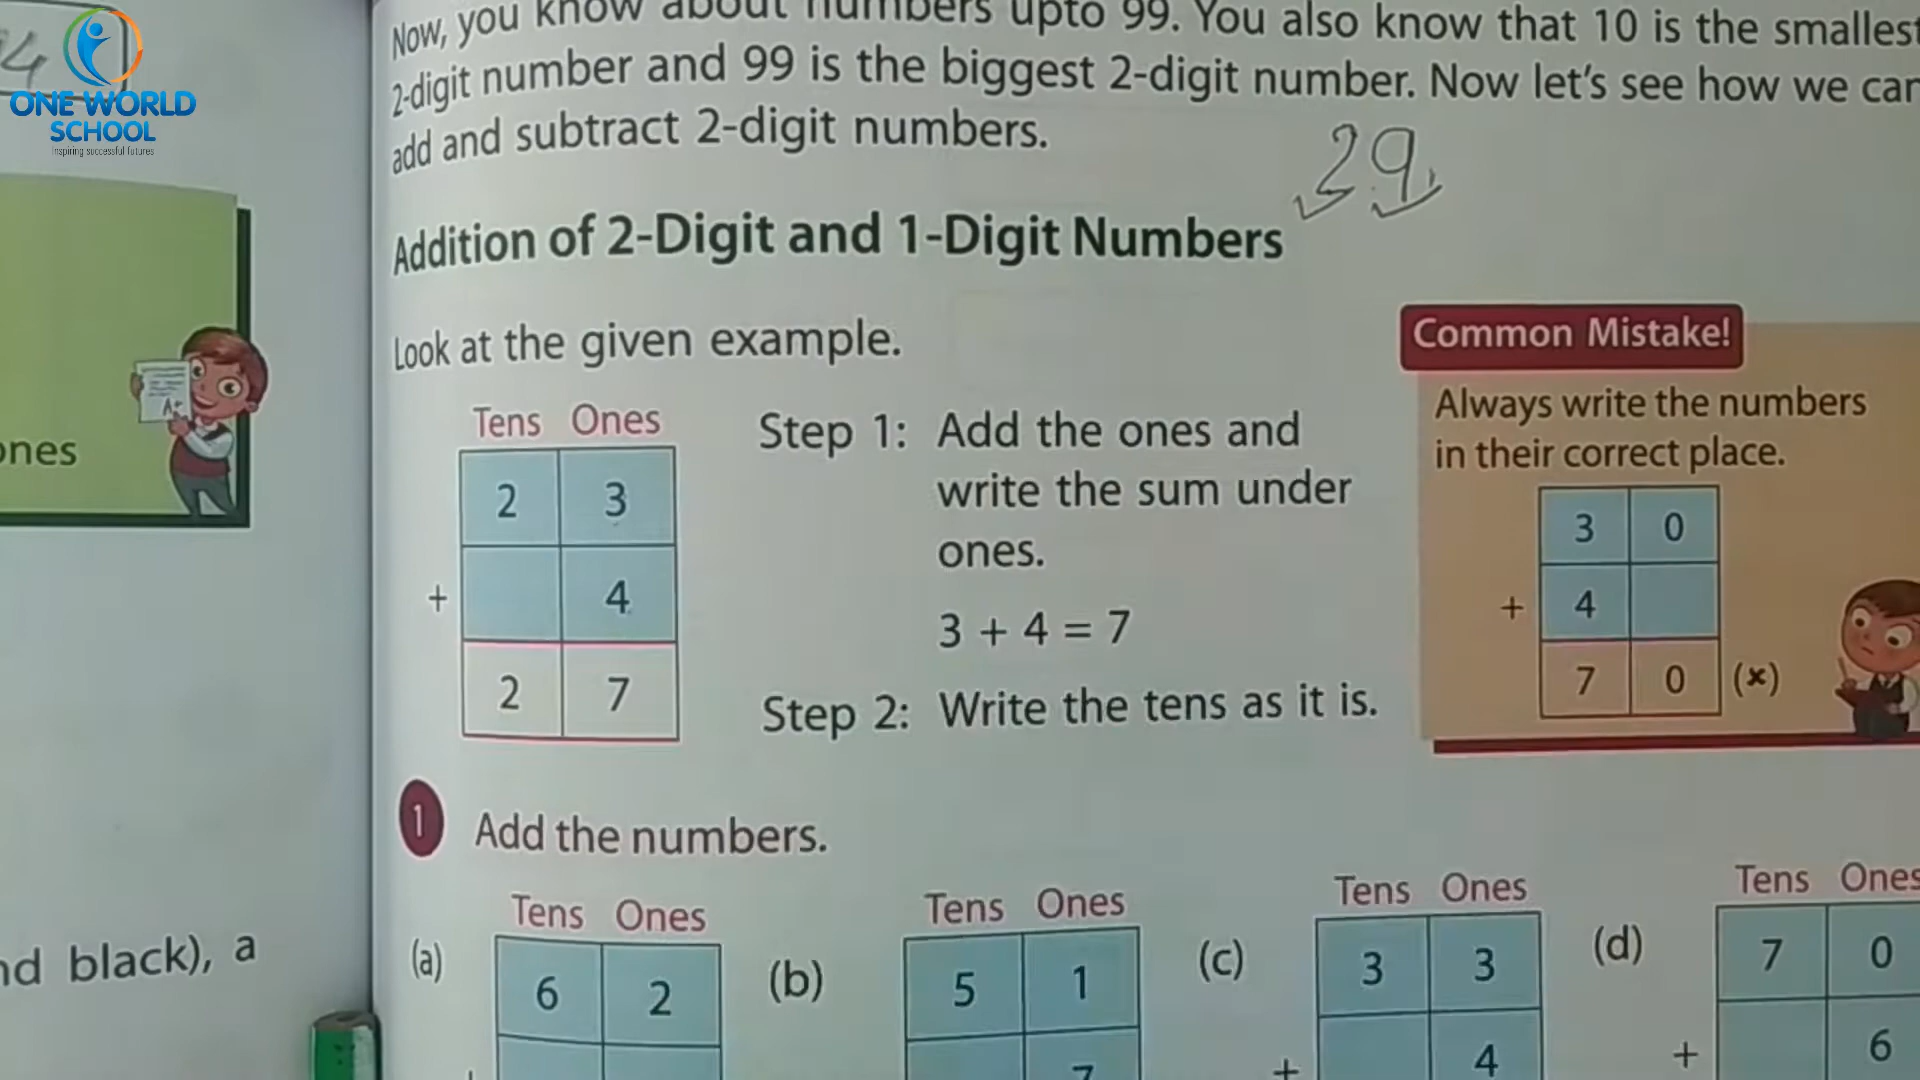 4
ONE WORLD
SCHOOL
Inspiring successful futures
Now, you know about numbers upto 99. You also know that 10 is the smallest
2-digit number and 99 is the biggest 2-digit number. Now let's see how we can
add and subtract 2-digit numbers.
29
Addition of 2-Digit and 1-Digit Numbers
Look at the given example.
Tens Ones
2 3
+ 4
2 7
Step 1: Add the ones and
write the sum under
ones.
3 + 4 = 7
Step 2: Write the tens as it is.
Common Mistake!
Always write the numbers
in their correct place.
3 0
+ 4
7 0 (×)
A+
ones
nd black), a
1 Add the numbers.
Tens Ones
(a) 6 2
Tens Ones
(b) 5 1
7
Tens Ones
(c) 3 3
+ 4
Tens Ones
(d) 7 0
+ 6